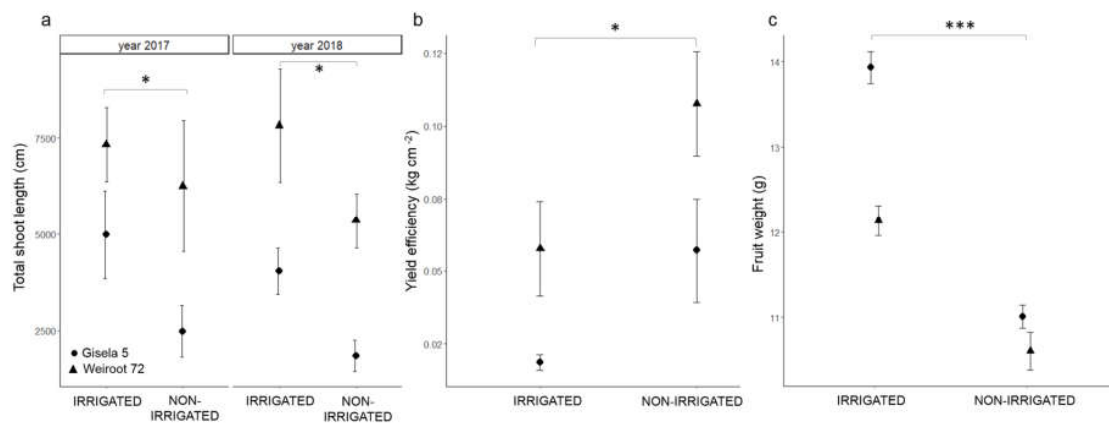 a
year 2017
year 2018
*
*
Total shoot length (cm)
7500
5000
2500
Gisela 5
Weiroot 72
IRRIGATED
NON-
IRRIGATED
IRRIGATED
NON-
IRRIGATED
b
*
Yield efficiency (kg cm⁻²)
0.12
0.10
0.08
0.05
0.02
IRRIGATED
NON-IRRIGATED
c
***
Fruit weight (g)
14
13
12
11
IRRIGATED
NON-IRRIGATED